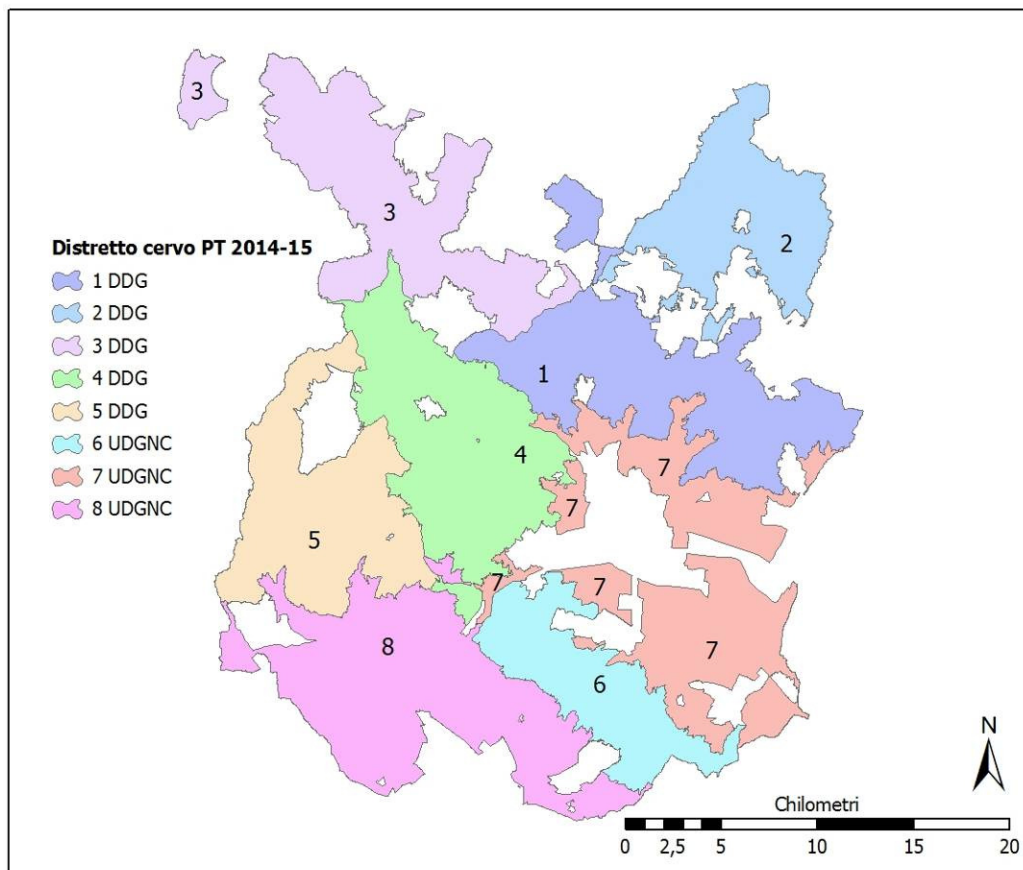 3
3
2
Distretto cervo PT 2014-15
1 DDG
2 DDG
3 DDG
4 DDG
5 DDG
6 UDGNC
7 UDGNC
8 UDGNC
1
4
7
7
5
7
7
8
7
6
N
Chilometri
0 2,5 5 10 15 20